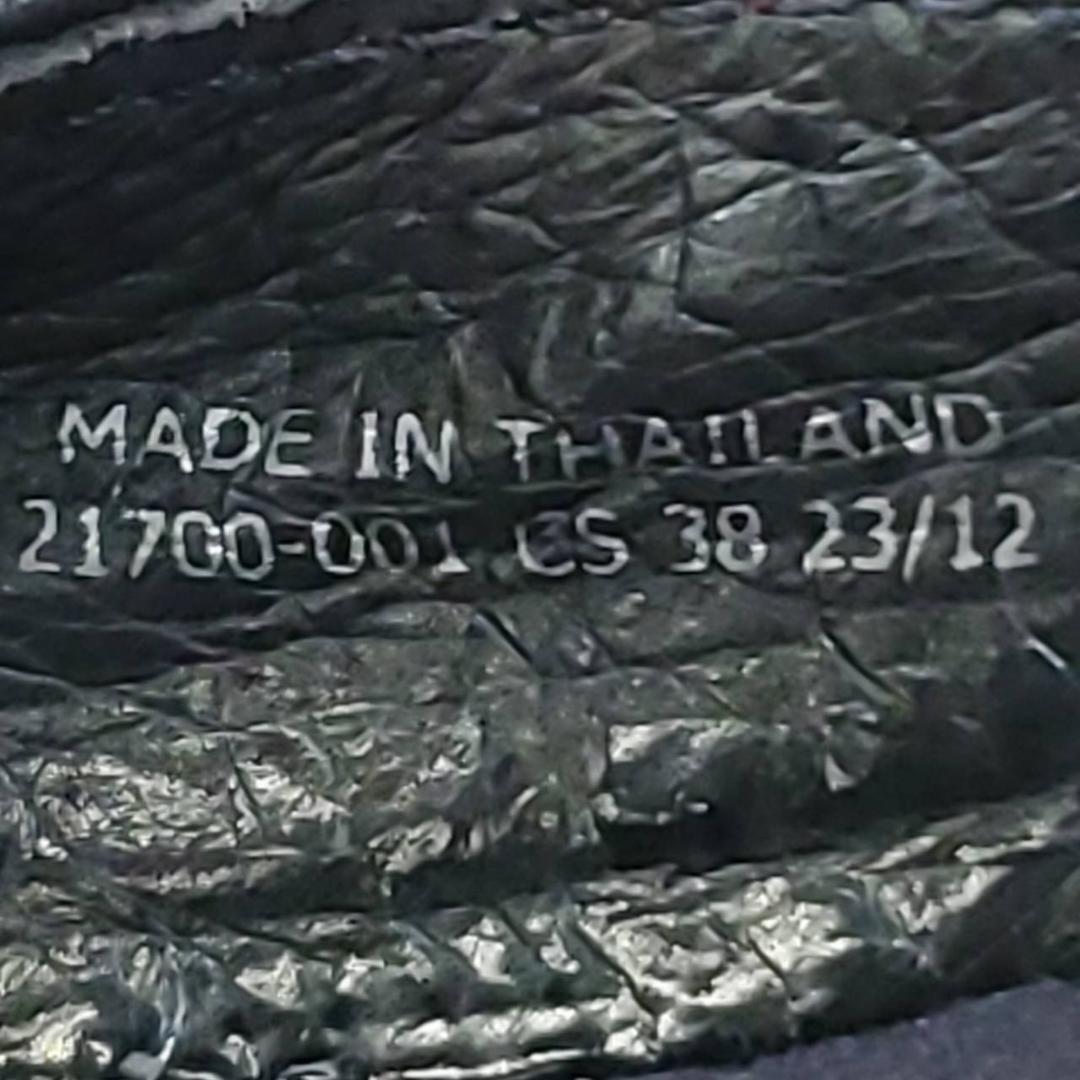 MADE IN THAILAND
21700-001 CS 38 23/12